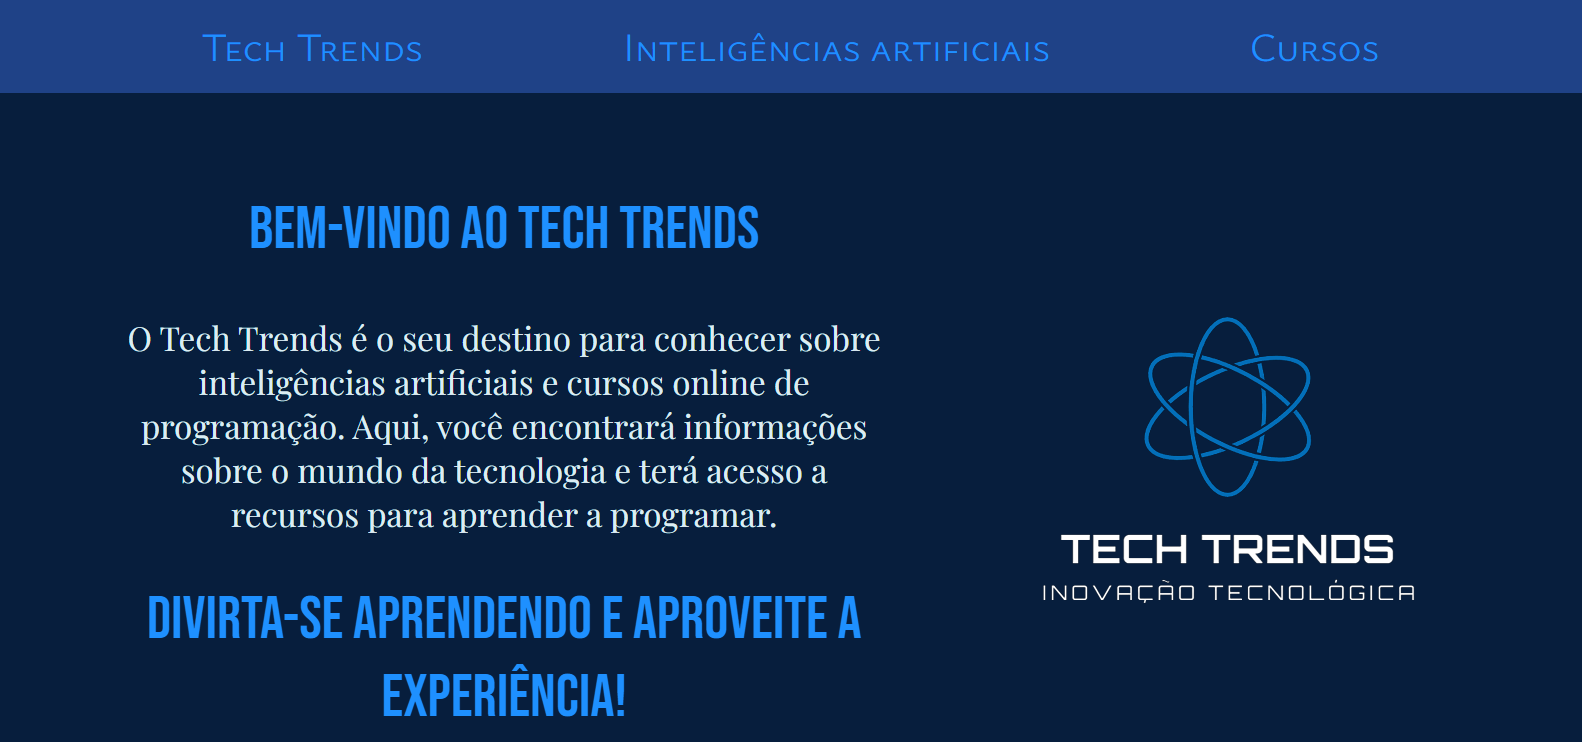 Tech Trends
Inteligências artificiais
Cursos
BEM-VINDO AO TECH TRENDS
O Tech Trends é o seu destino para conhecer sobre
inteligências artificiais e cursos online de
programação. Aqui, você encontrará informações
sobre o mundo da tecnologia e terá acesso a
recursos para aprender a programar.
DIVIRTA-SE APRENDENDO E APROVEITE A
EXPERIÊNCIA!
TECH TRENDS
INOVAÇÃO TECNOLÓGICA